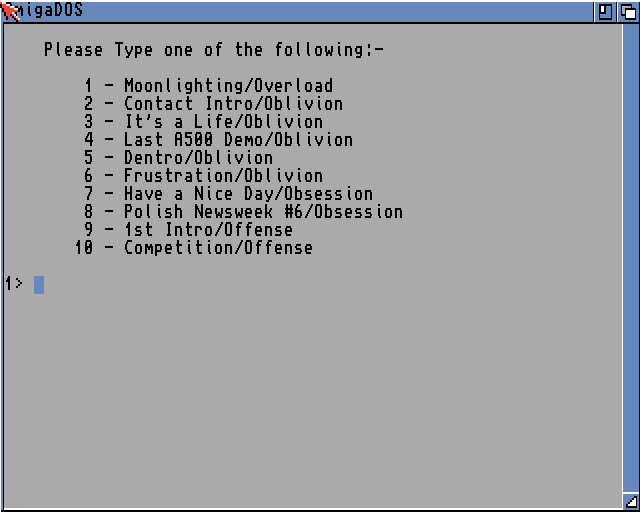 AmigaDOS
Please Type one of the following:-
1 - Moonlighting/Overload
2 - Contact Intro/Oblivion
3 - It's a Life/Oblivion
4 - Last A500 Demo/Oblivion
5 - Dentro/Oblivion
6 - Frustration/Oblivion
7 - Have a Nice Day/Obsession
8 - Polish Newsweek #6/Obsession
9 - 1st Intro/Offense
10 - Competition/Offense
1>